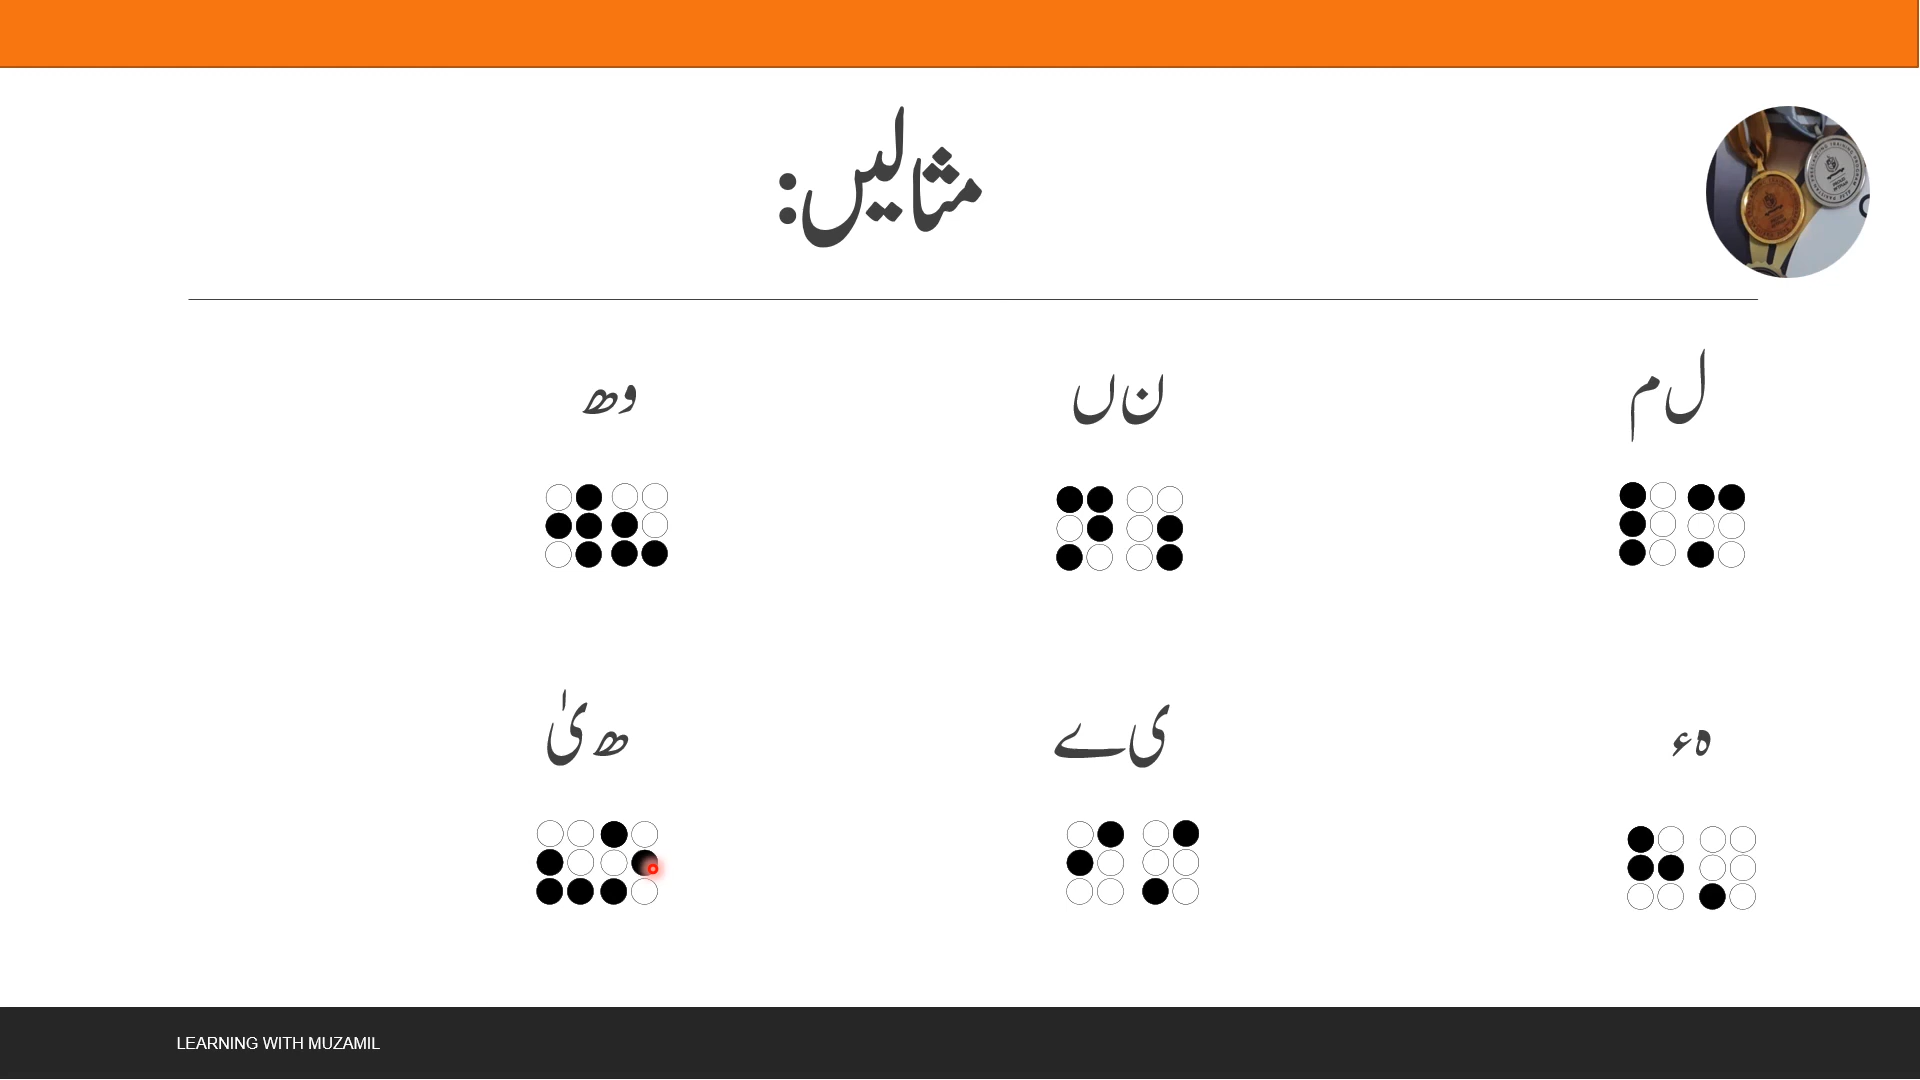 مثالیں:
ل م
ن ں
و ھ
ہ ء
ی ے
ھ یٰ
LEARNING WITH MUZAMIL